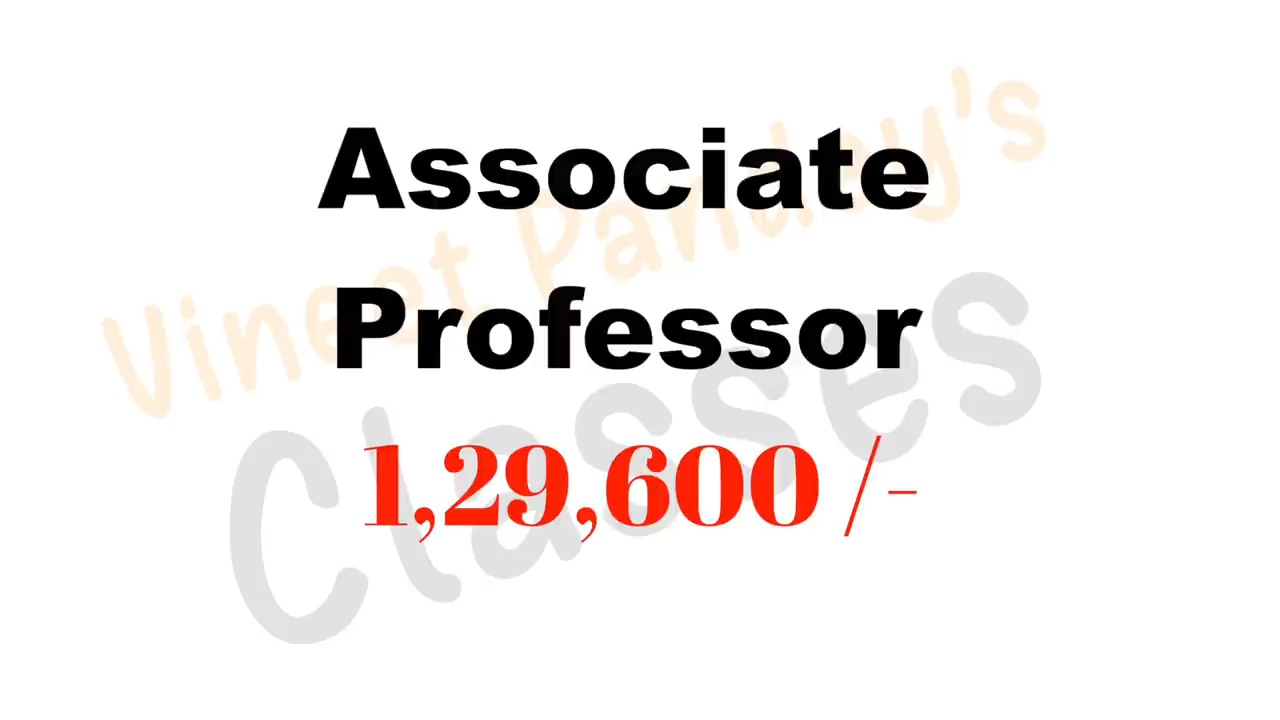 Associate
Professor
1,29,600 /-
Vineet Pandey's
Classes